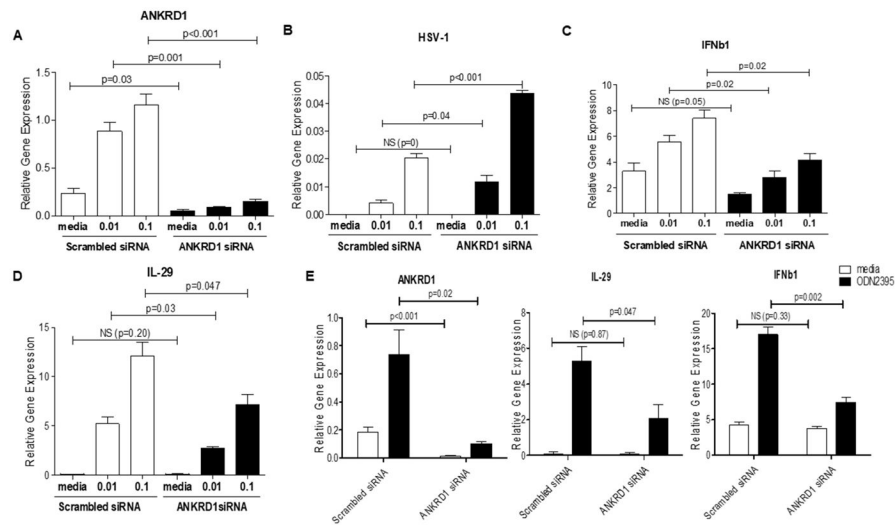 A
ANKRD1
p<0.001
p=0.001
p=0.03
Relative Gene Expression
1.5
1.0
0.5
0.0
media 0.01 0.1 media 0.01 0.1
Scrambled siRNA ANKRD1 siRNA
B
HSV-1
p<0.001
p=0.04
NS (p=0)
Relative Gene Expression
0.05
0.04
0.03
0.02
0.01
0.00
media 0.01 0.1 media 0.01 0.1
Scrambled siRNA ANKRD1 siRNA
C
IFNb1
p=0.02
p=0.02
NS (p=0.05)
Relative Gene Expression
10
8
6
4
2
0
media 0.01 0.1 media 0.01 0.1
Scrambled siRNA ANKRD1 siRNA
D
IL-29
p=0.047
p=0.03
NS (p=0.20)
Relative Gene Expression
15
10
5
0
media 0.01 0.1 media 0.01 0.1
Scrambled siRNA ANKRD1siRNA
E
ANKRD1
p=0.02
p<0.001
Relative Gene Expression
1.0
0.8
0.6
0.4
0.2
0.0
Scrambled siRNA
ANKRD1 siRNA
IL-29
p=0.047
NS (p=0.87)
Relative Gene Expression
8
6
4
2
0
Scrambled siRNA
ANKRD1 siRNA
IFNb1
media
ODN2395
p=0.002
NS (p=0.33)
Relative Gene Expression
20
15
10
5
0
Scrambled siRNA
ANKRD1 siRNA